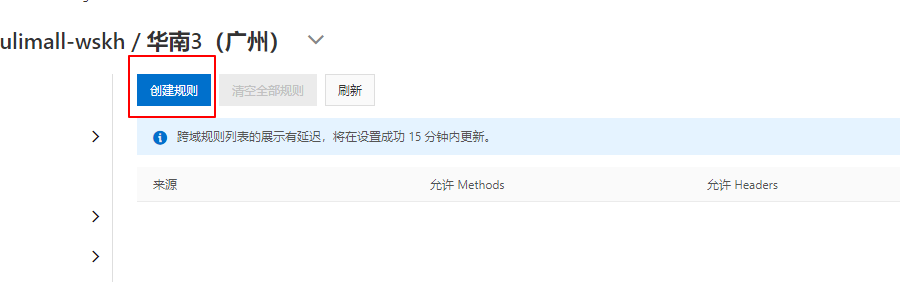 ulimall-wskh / 华南3（广州）
创建规则 清空全部规则 刷新
跨域规则列表的展示有延迟，将在设置成功 15 分钟内更新。
来源 允许 Methods 允许 Headers